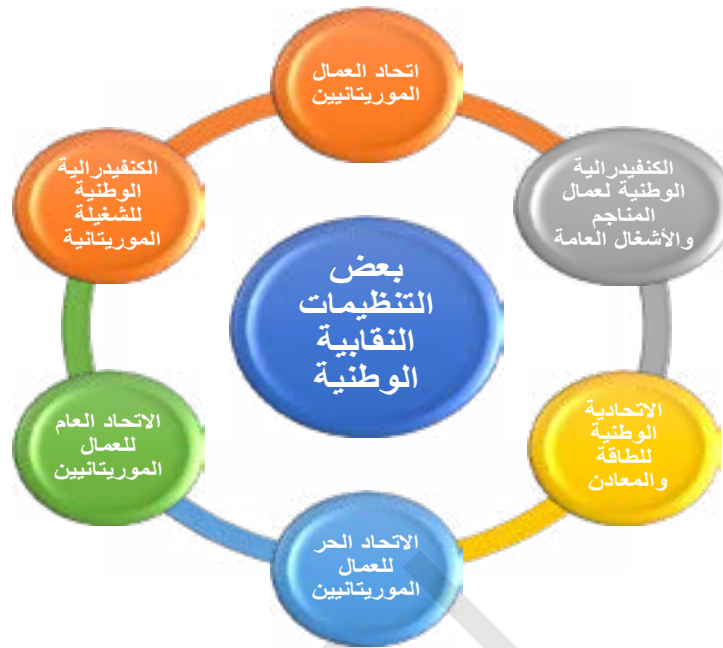 اتحاد العمال
الموريتانيين
الكنفيدرالية
الوطنية لعمال
المناجم
والأشغال العامة
الاتحادية
الوطنية
للطاقة
والمعادن
الاتحاد الحر
للعمال
الموريتانيين
الاتحاد العام
للعمال
الموريتانيين
الكنفيدرالية
الوطنية
للشغيلة
الموريتانية
بعض
التنظيمات
النقابية
الوطنية